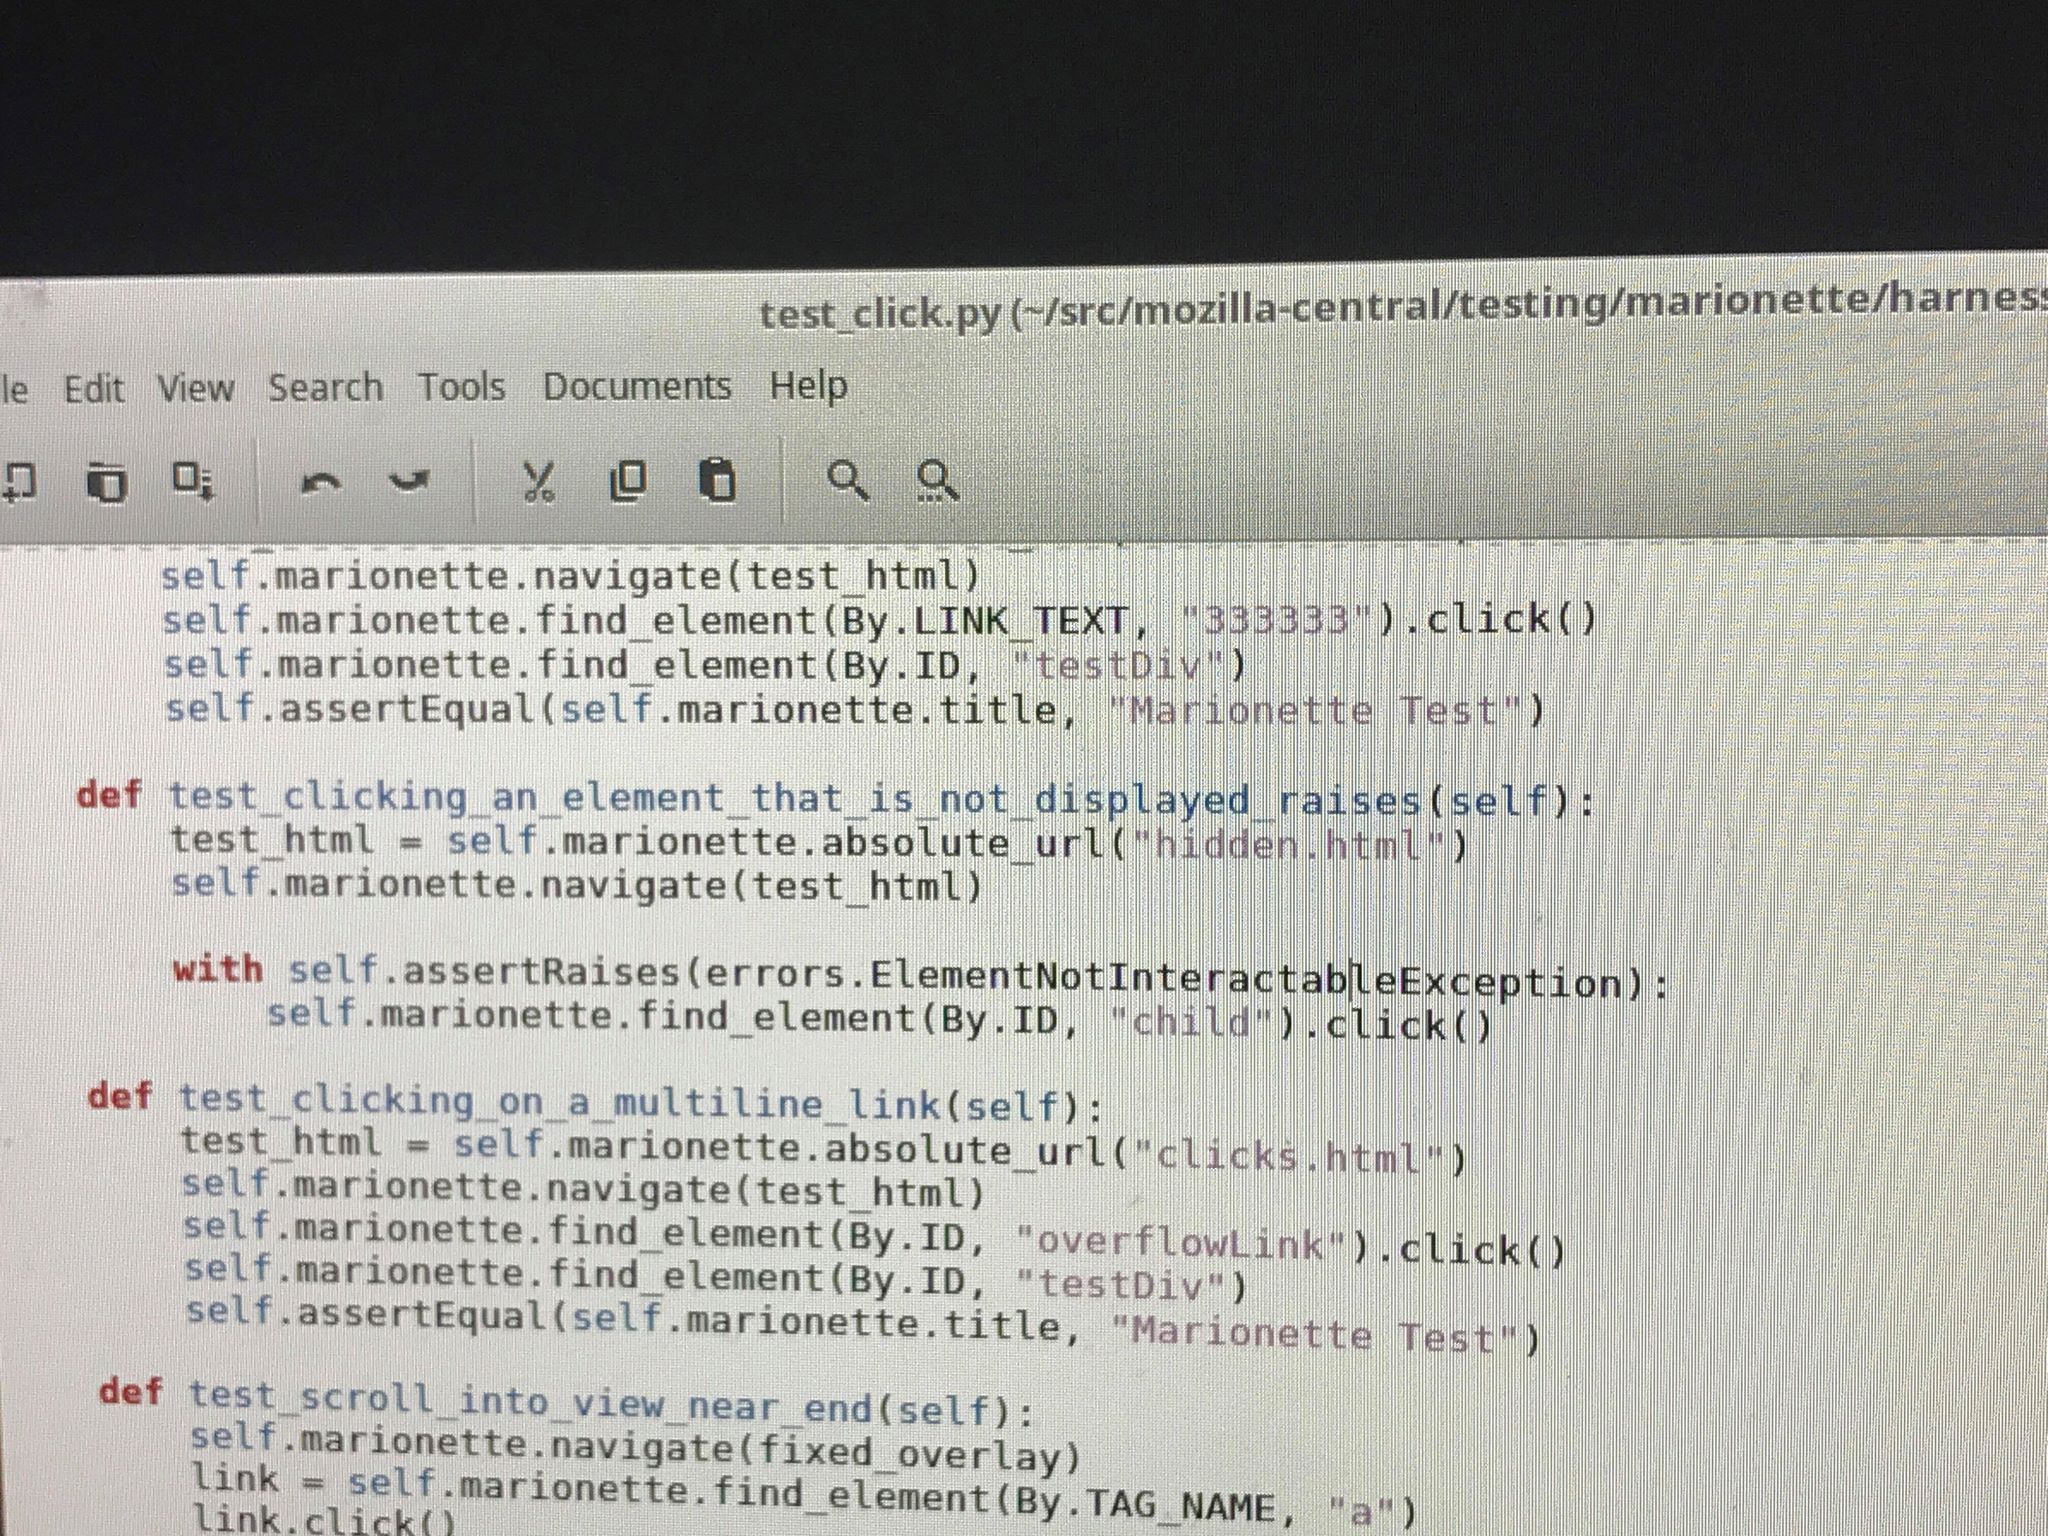 test_click.py (~/src/mozilla-central/testing/marionette/harness
le Edit View Search Tools Documents Help
self.marionette.navigate(test_html)
self.marionette.find_element(By.LINK_TEXT, "333333").click()
self.marionette.find_element(By.ID, "testDiv")
self.assertEqual(self.marionette.title, "Marionette Test")
def test_clicking_an_element_that_is_not_displayed_raises(self):
test_html = self.marionette.absolute_url("hidden.html")
self.marionette.navigate(test_html)
with self.assertRaises(errors.ElementNotInteractableException):
self.marionette.find_element(By.ID, "child").click()
def test_clicking_on_a_multiline_link(self):
test_html = self.marionette.absolute_url("clicks.html")
self.marionette.navigate(test_html)
self.marionette.find_element(By.ID, "overflowLink").click()
self.marionette.find_element(By.ID, "testDiv")
self.assertEqual(self.marionette.title, "Marionette Test")
def test_scroll_into_view_near_end(self):
self.marionette.navigate(fixed_overlay)
link = self.marionette.find_element(By.TAG_NAME, "a")
link.click()